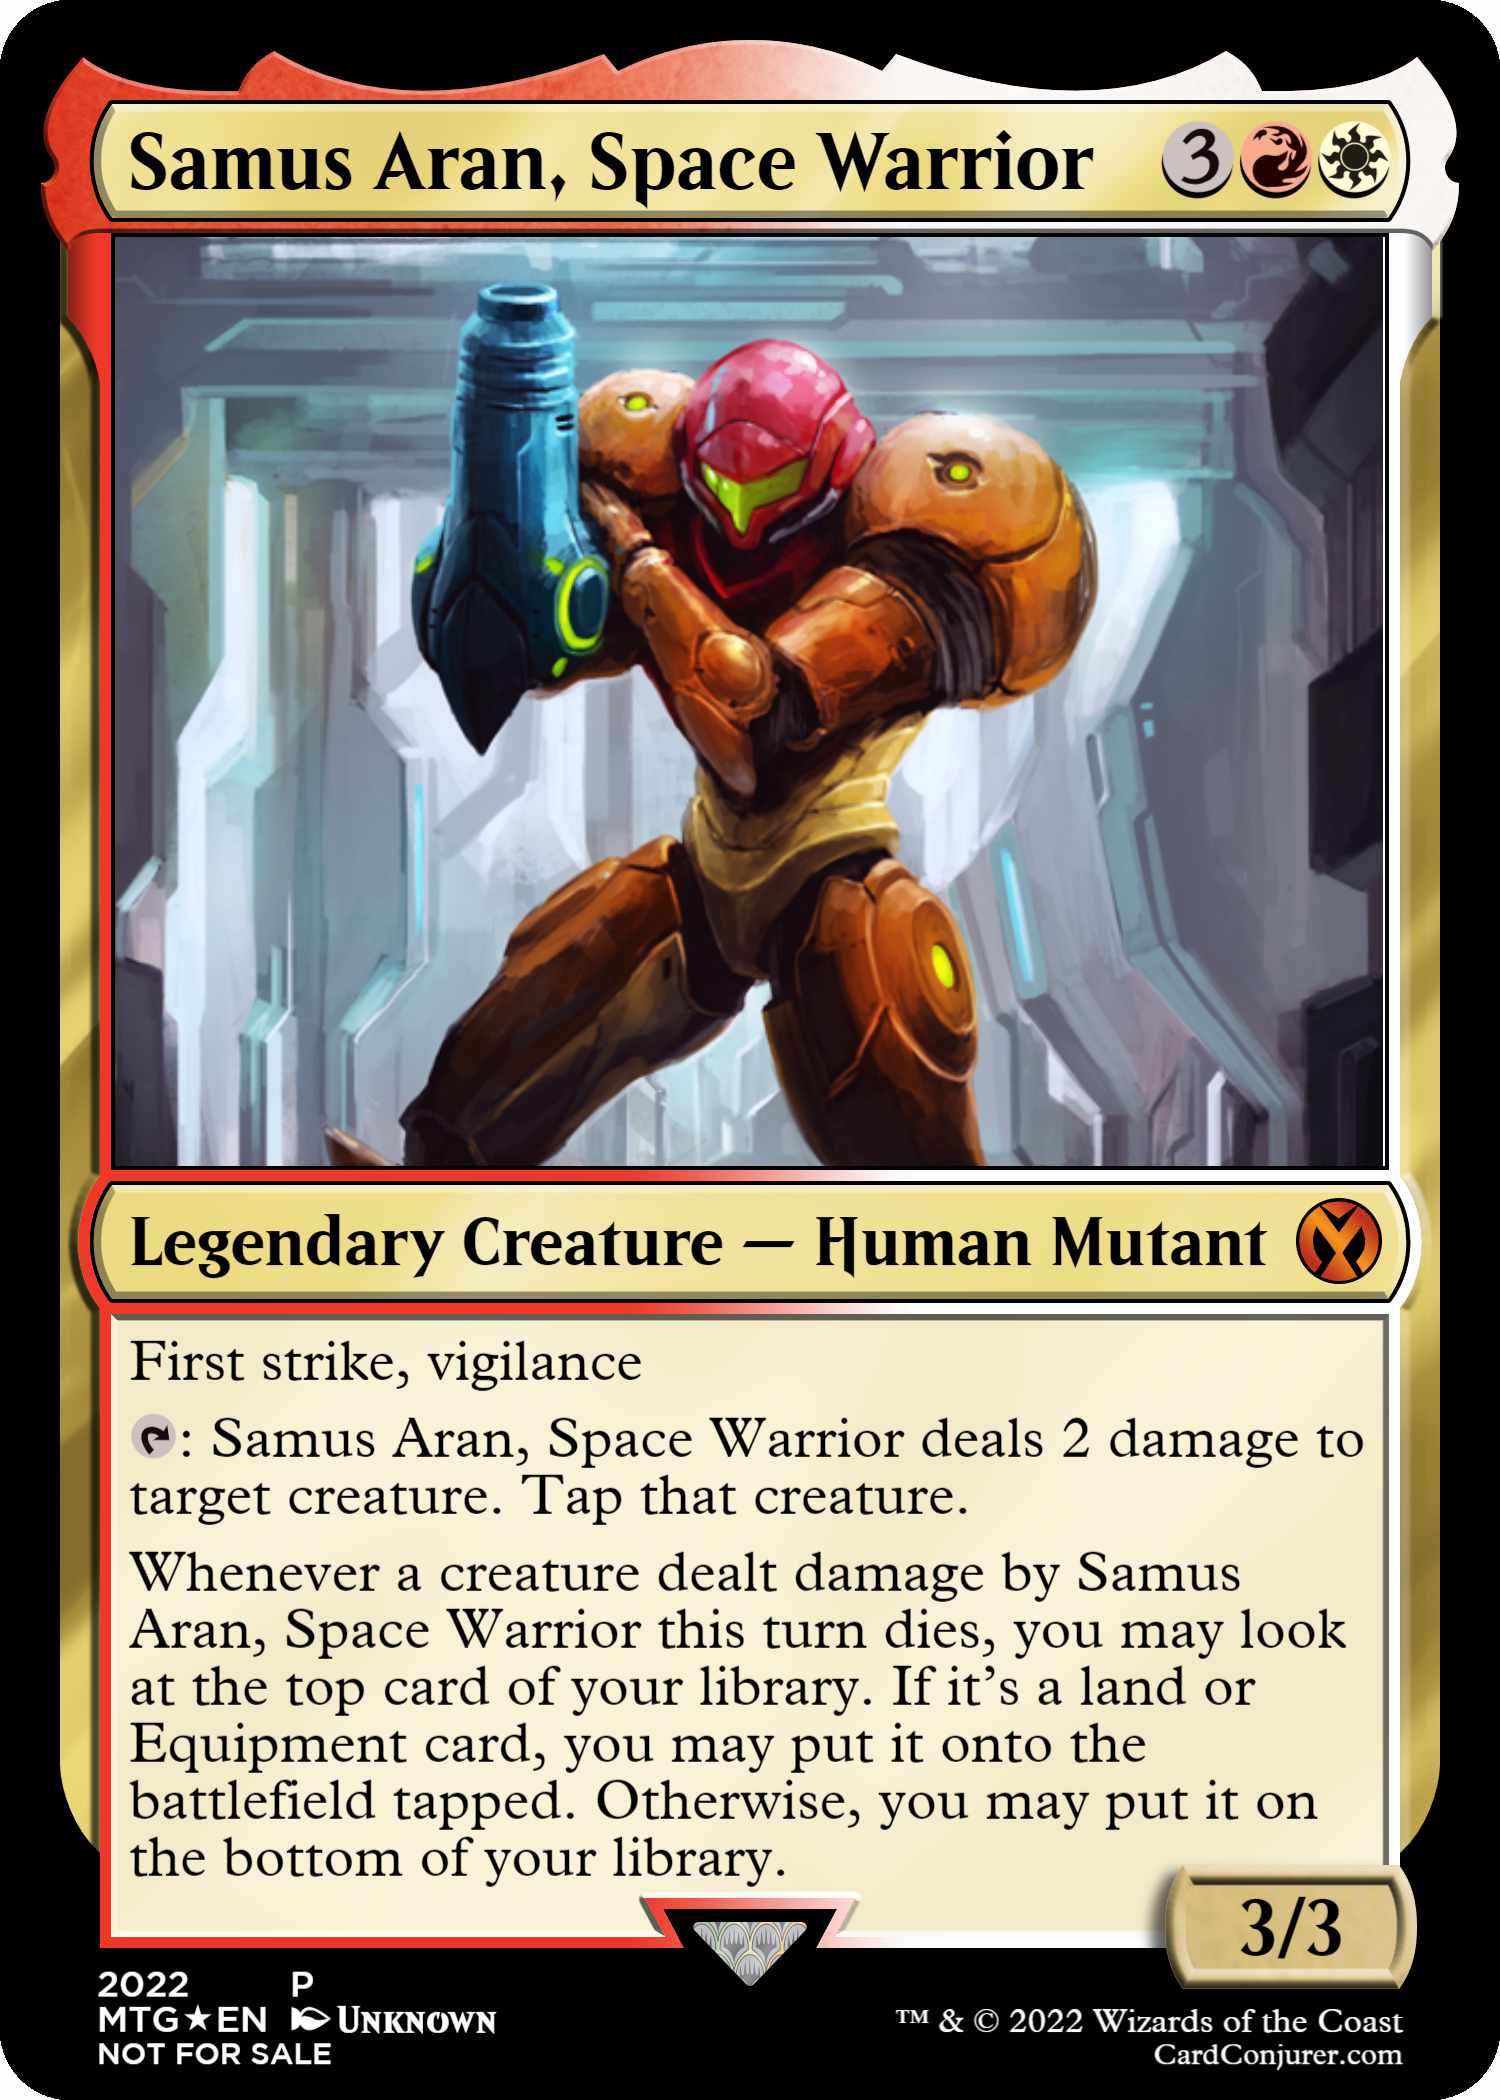 Samus Aran, Space Warrior 3
Legendary Creature — Human Mutant
First strike, vigilance
: Samus Aran, Space Warrior deals 2 damage to
target creature. Tap that creature.
Whenever a creature dealt damage by Samus
Aran, Space Warrior this turn dies, you may look
at the top card of your library. If it’s a land or
Equipment card, you may put it onto the
battlefield tapped. Otherwise, you may put it on
the bottom of your library.
3/3
2022 P
MTG★EN Unknown
NOT FOR SALE
™ & © 2022 Wizards of the Coast
CardConjurer.com